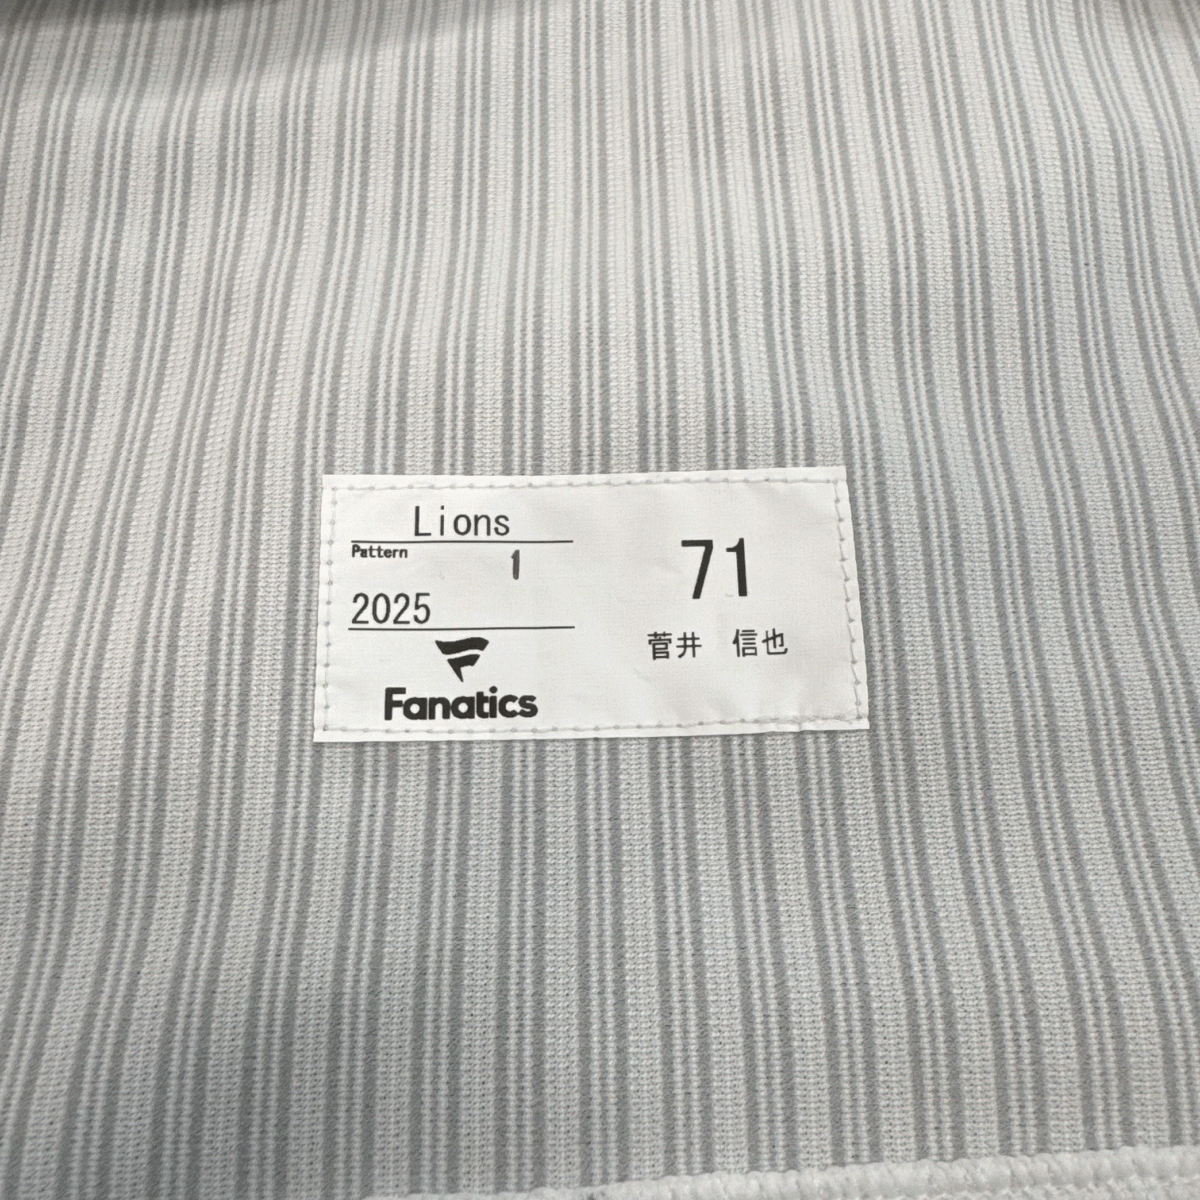 Lions
Pattern 1
2025
Fanatics
71
菅井　信也